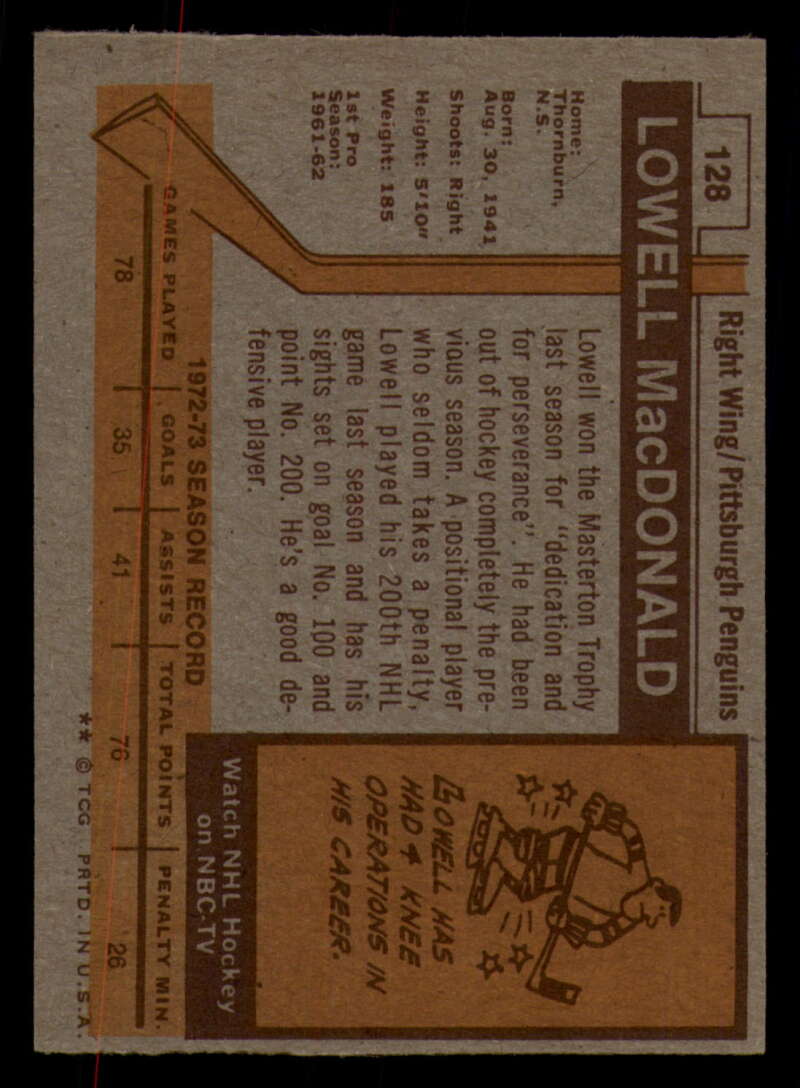 128
Right Wing/Pittsburgh Penguins
LOWELL MacDONALD
Home:
Thornburn,
N.S.
Born:
Aug. 30, 1941
Shoots: Right
Height: 5'10"
Weight: 185
1st Pro
Season:
1961-62
Lowell won the Masterton Trophy
last season for "dedication and
for perseverance". He had been
out of hockey completely the pre-
vious season. A positional player
who seldom takes a penalty,
Lowell played his 200th NHL
game last season and has his
sights set on goal No. 100 and
point No. 200. He's a good de-
fensive player.
LOWELL HAS
HAD 4 KNEE
OPERATIONS IN
HIS CAREER.
Watch NHL Hockey
on NBC-TV
1972-73 SEASON RECORD
GAMES PLAYED GOALS ASSISTS TOTAL POINTS PENALTY MIN.
78 35 41 76 26
** © TCG PRTD. IN U.S.A.